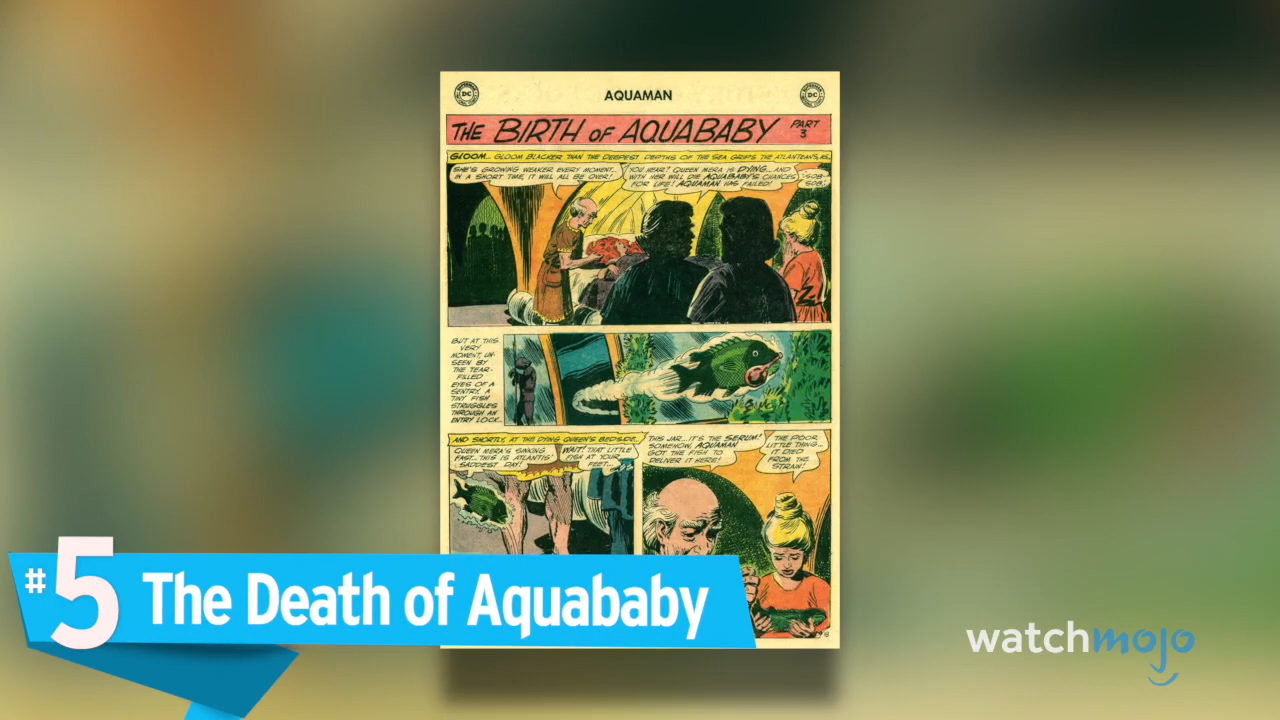 AQUAMAN
THE BIRTH OF AQUABABY PART 3
GLOOM... GLOOM BLACKER THAN THE DEEPEST DEPTHS OF THE SEA GRIPS THE ATLANTEANS, AS...
SHE'S GROWING WEAKER EVERY MOMENT...
IN A SHORT TIME, IT WILL ALL BE OVER!
YOU HEAR? QUEEN MERA IS DYING... AND
WITH HER WILL DIE AQUABABY'S CHANCES
FOR LIFE! AQUAMAN HAS FAILED!
:SOB-
SOB:
BUT AT THIS
VERY
MOMENT, UN-
SEEN BY
THE TEAR-
FILLED
EYES OF A
SENTRY, A
TINY FISH
STRUGGLES
THROUGH AN
ENTRY LOCK...
AND SHORTLY, AT THE DYING QUEEN'S BEDSIDE...
QUEEN MERA'S SINKING
FAST... THIS IS ATLANTIS'
SADDEST DAY!
WAIT! THAT LITTLE
FISH AT YOUR
FEET...
THIS JAR... IT'S THE SERUM!
SOMEHOW, AQUAMAN
GOT THE FISH TO
DELIVER IT HERE!
THE POOR
LITTLE THING...
IT DIED
FROM THE
STRAIN!
#5 The Death of Aquababy
watchmojo